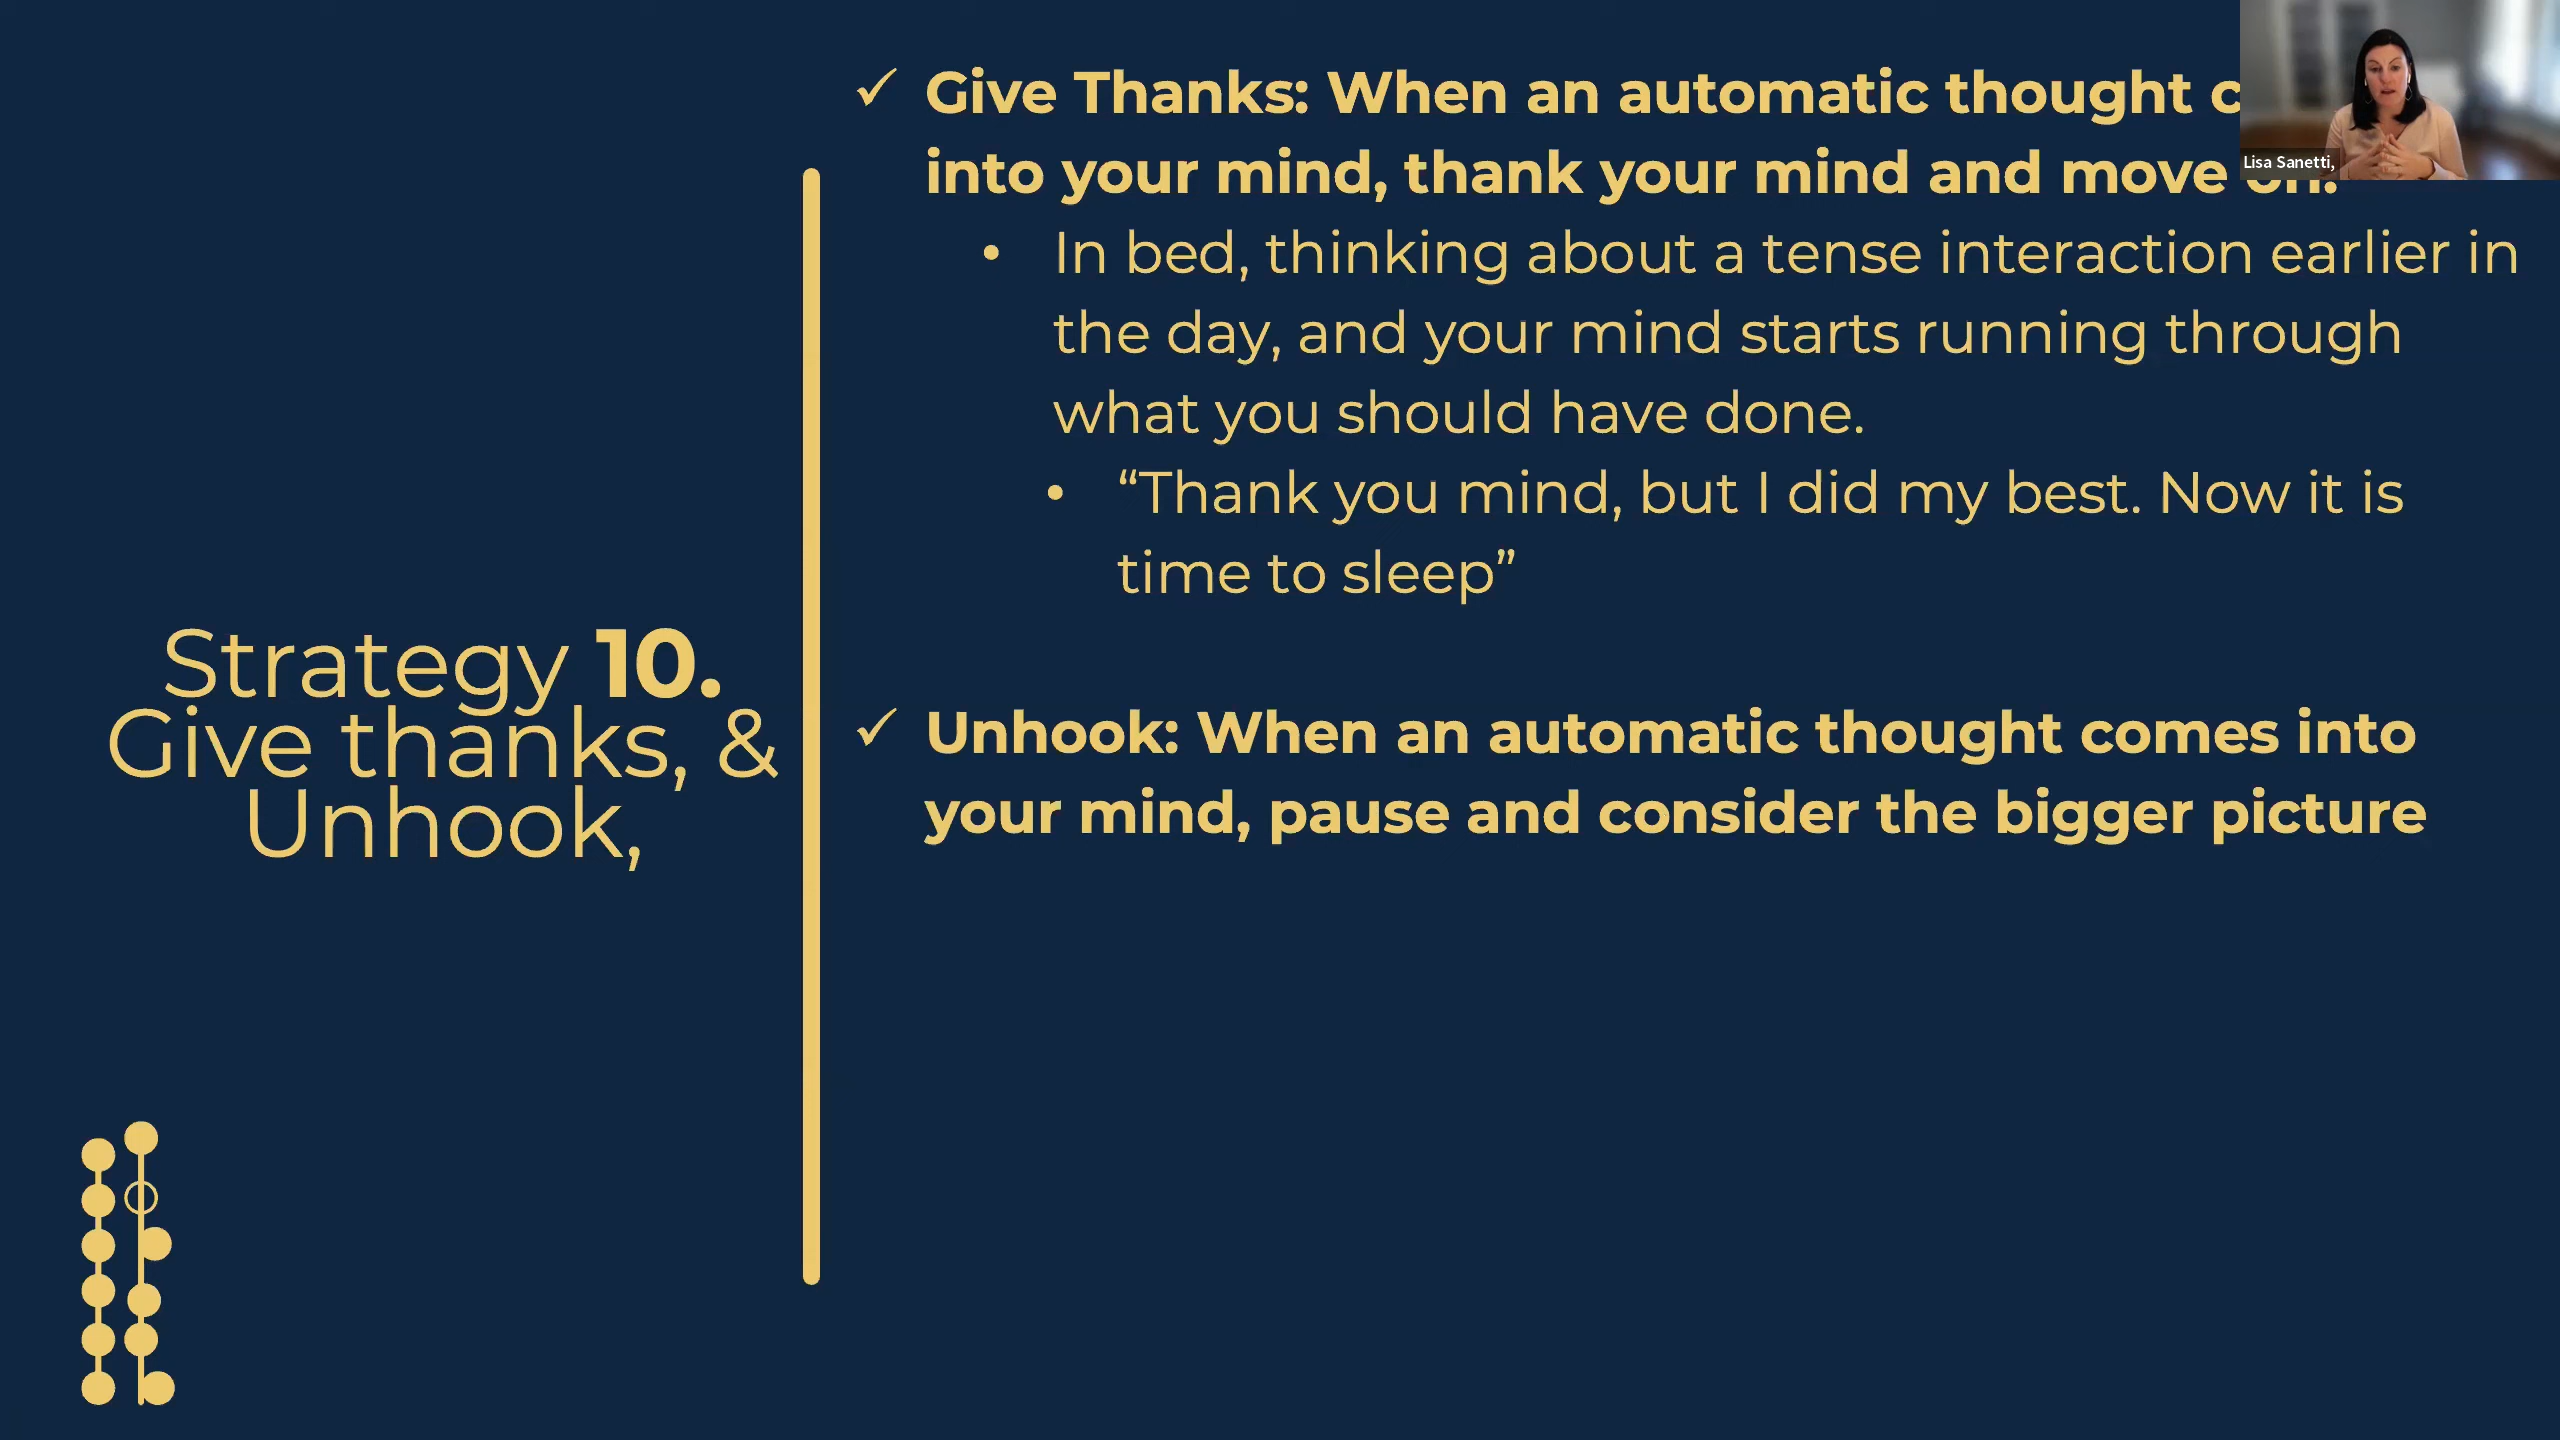 Give Thanks: When an automatic thought
into your mind, thank your mind and move
Lisa Sanetti,
• In bed, thinking about a tense interaction earlier in
the day, and your mind starts running through
what you should have done.
• “Thank you mind, but I did my best. Now it is
time to sleep”
Strategy 10.
Give thanks, &
Unhook,
Unhook: When an automatic thought comes into
your mind, pause and consider the bigger picture